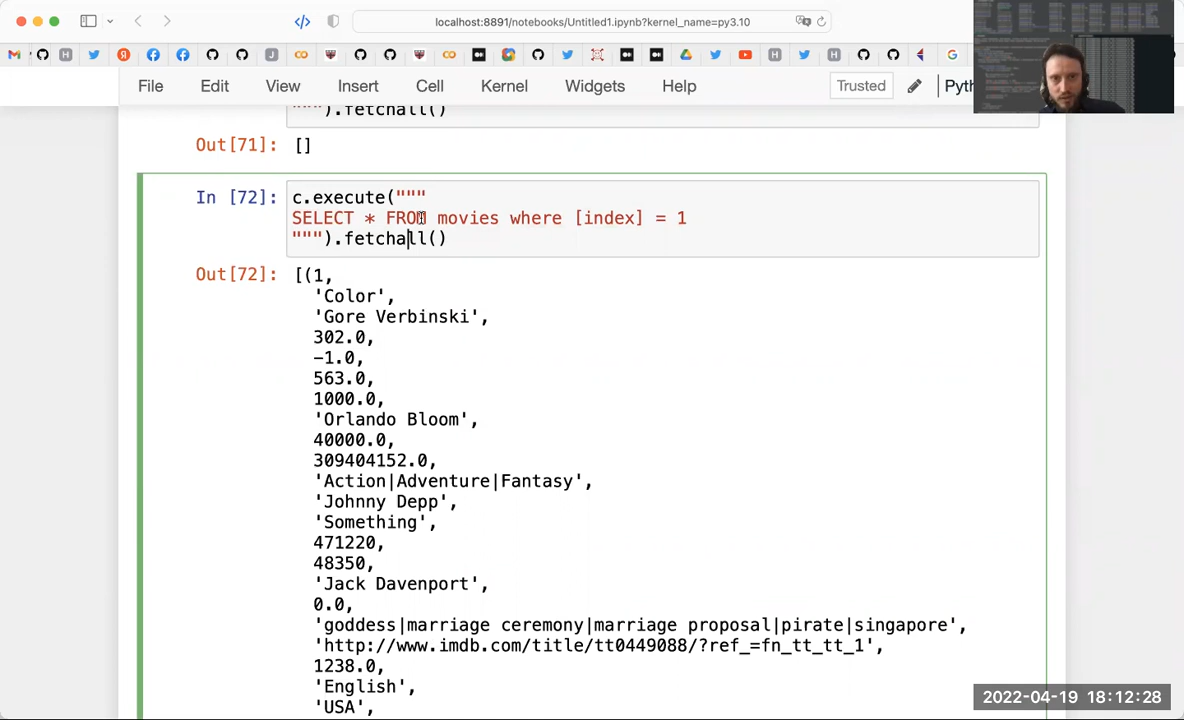 localhost:8891/notebooks/Untitled1.ipynb?kernel_name=py3.10
File Edit View Insert Cell Kernel Widgets Help Trusted Pyth
""").fetchall()
Out[71]: []
In [72]: c.execute("""
SELECT * FROM movies where [index] = 1
""").fetchall()
Out[72]: [(1,
'Color',
'Gore Verbinski',
302.0,
-1.0,
563.0,
1000.0,
'Orlando Bloom',
40000.0,
309404152.0,
'Action|Adventure|Fantasy',
'Johnny Depp',
'Something',
471220,
48350,
'Jack Davenport',
0.0,
'goddess|marriage ceremony|marriage proposal|pirate|singapore',
'http://www.imdb.com/title/tt0449088/?ref_=fn_tt_tt_1',
1238.0,
'English',
'USA',
2022-04-19 18:12:28